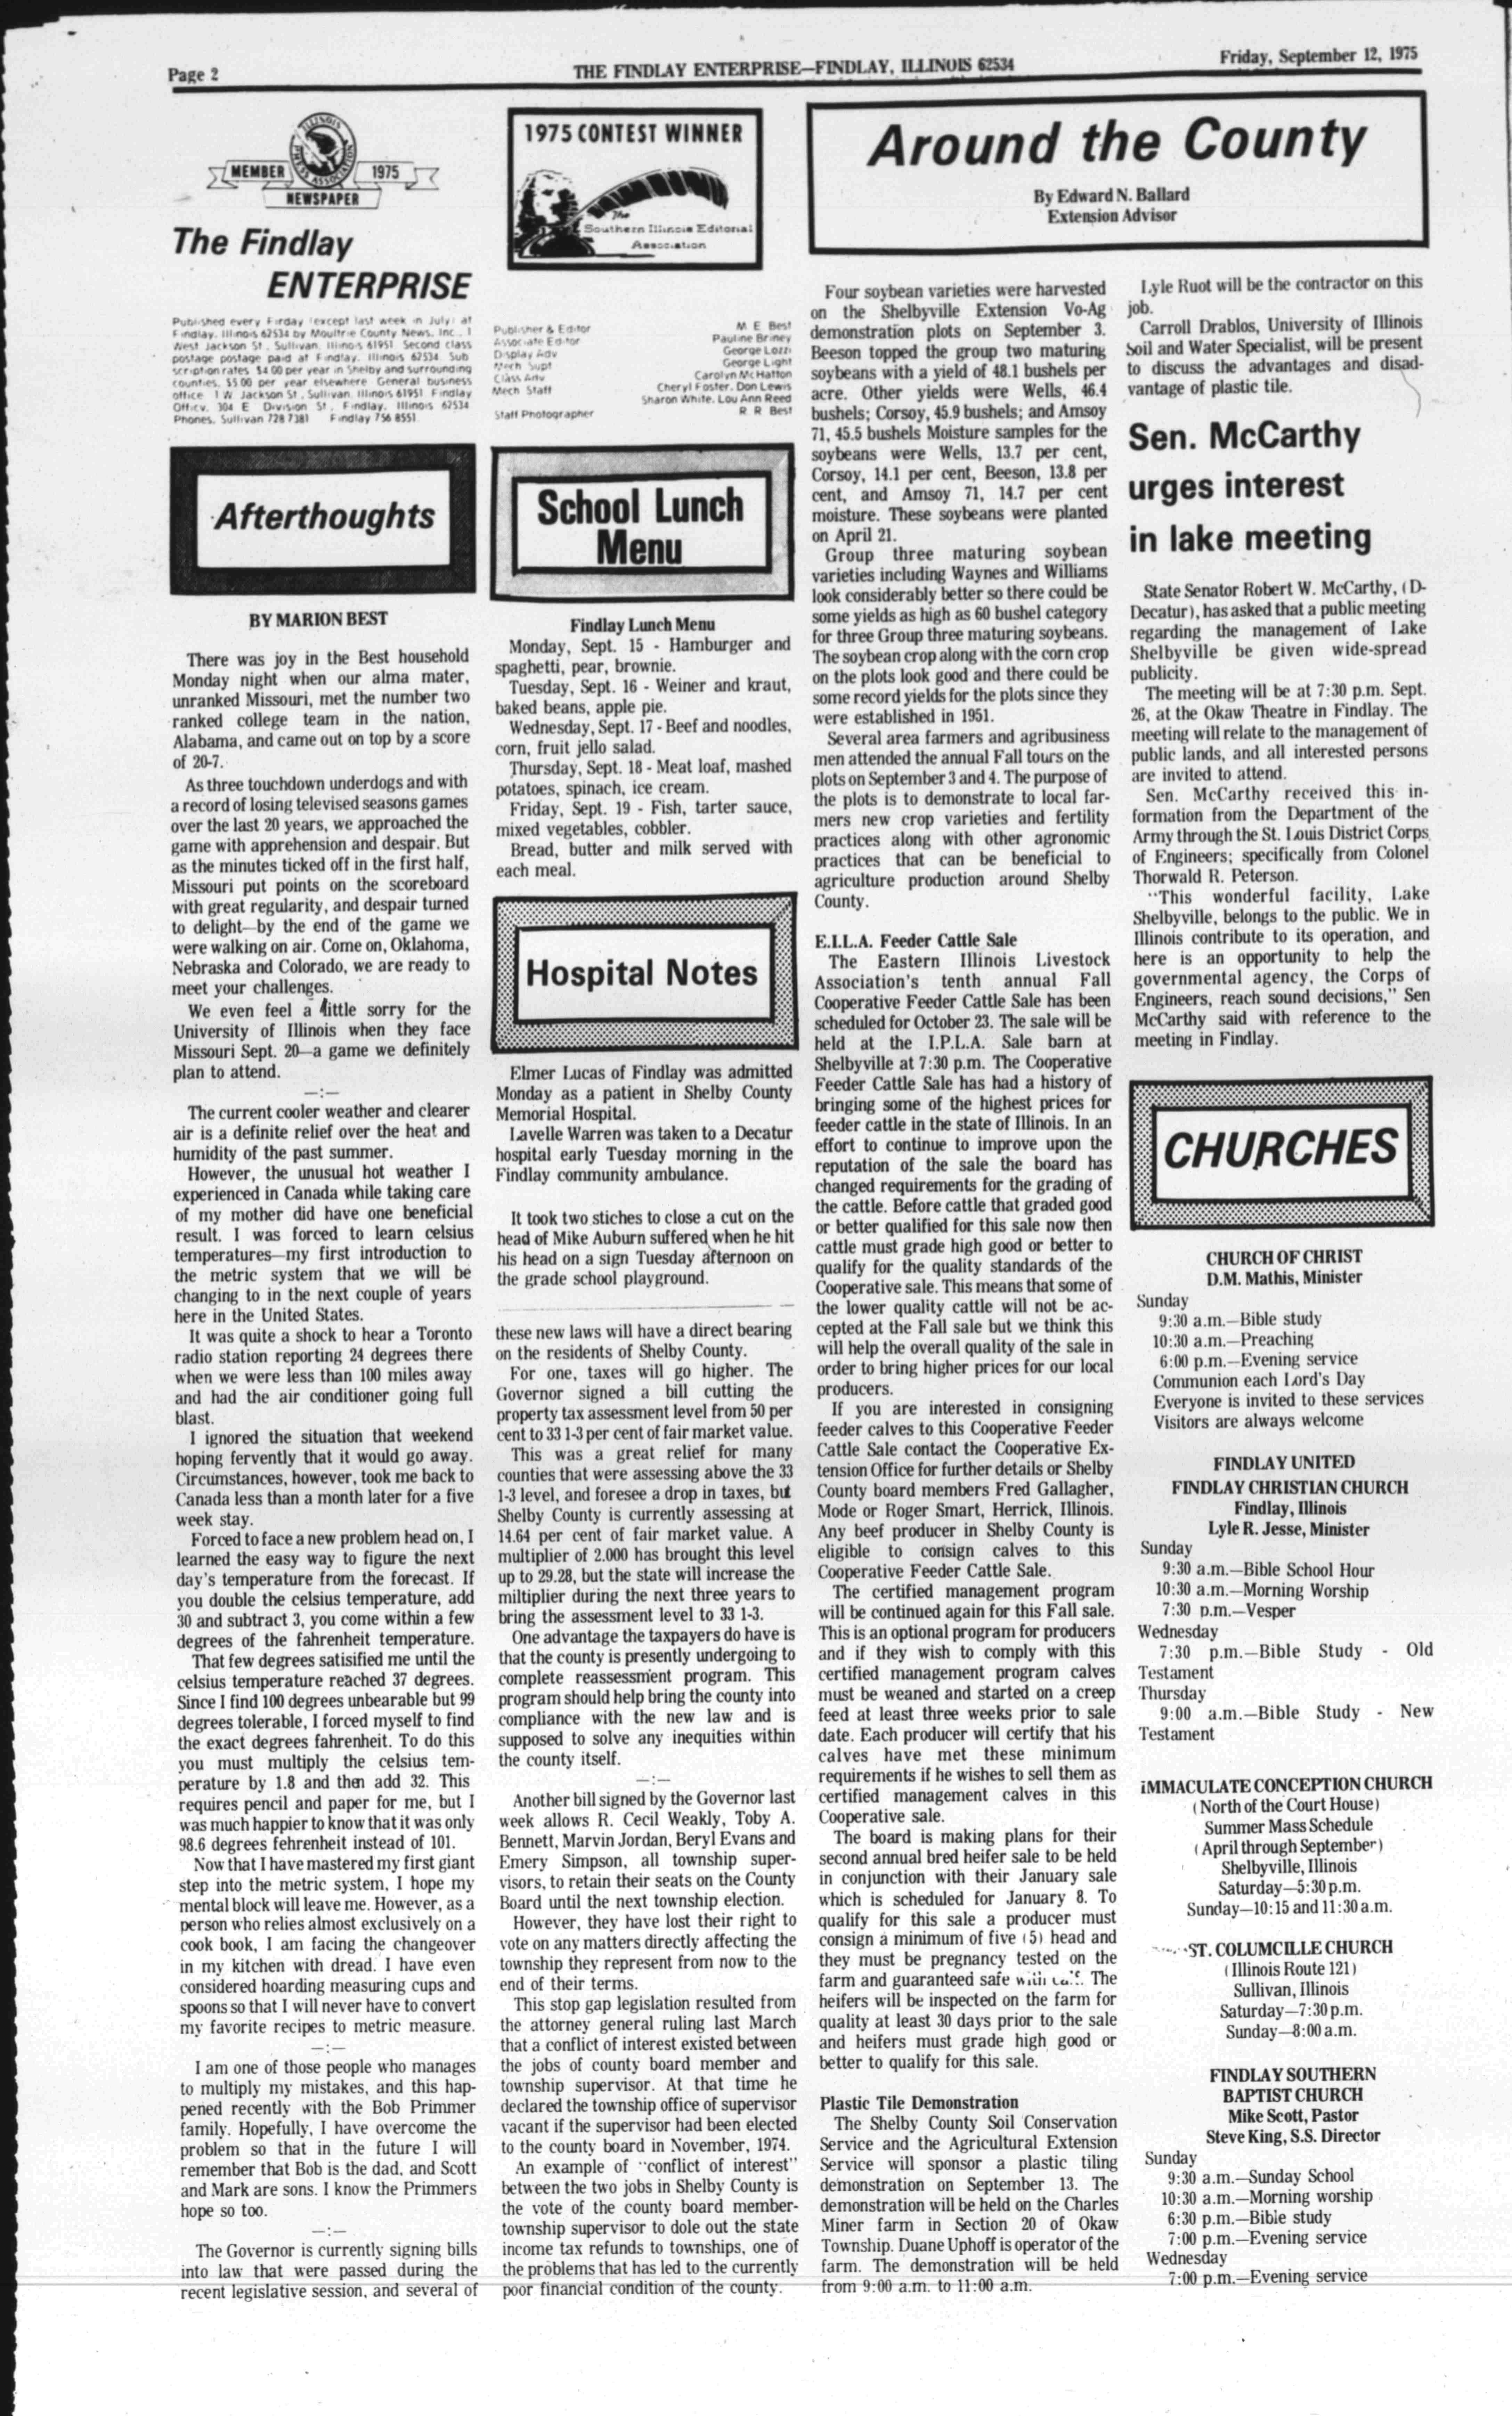 Page 2
THE FINDLAY ENTERPRISE—FINDLAY, ILLINOIS 62534
Friday, September 12, 1975
ILLINOIS
PRESS ASSOCIATION
MEMBER
1975
NEWSPAPER
The Findlay
ENTERPRISE
Published every Firday (except last week in July) at
Findlay, Illinois 62534 by Moultrie County News, Inc., 1
West Jackson St., Sullivan, Illinois 61951. Second class
postage postage paid at Findlay, Illinois 62534. Sub
scription rates $4.00 per year in Shelby and surrounding
counties, $5.00 per year elsewhere General business
office 1 W Jackson St., Sullivan, Illinois 61951 Findlay
Officv, 304 E Division St., Findlay, Illinois 62534
Phones, Sullivan 728 7381 Findlay 756 8551
1975 CONTEST WINNER
The
Southern Illinois Editorial
Association
Publisher & Editor M E Best
Associate Editor Pauline Briney
Display Adv George Lozzi
Mech Supt George Light
Class Adv Carolyn McHatton
Mech Staff Cheryl Foster, Don Lewis
Sharon White, Lou Ann Reed
Staff Photographer R R Best
Afterthoughts
BY MARION BEST
There was joy in the Best household
Monday night when our alma mater,
unranked Missouri, met the number two
ranked college team in the nation,
Alabama, and came out on top by a score
of 20-7.
As three touchdown underdogs and with
a record of losing televised seasons games
over the last 20 years, we approached the
game with apprehension and despair. But
as the minutes ticked off in the first half,
Missouri put points on the scoreboard
with great regularity, and despair turned
to delight—by the end of the game we
were walking on air. Come on, Oklahoma,
Nebraska and Colorado, we are ready to
meet your challenges.
We even feel a little sorry for the
University of Illinois when they face
Missouri Sept. 20—a game we definitely
plan to attend.
—:—
The current cooler weather and clearer
air is a definite relief over the heat and
humidity of the past summer.
However, the unusual hot weather I
experienced in Canada while taking care
of my mother did have one beneficial
result. I was forced to learn celsius
temperatures—my first introduction to
the metric system that we will be
changing to in the next couple of years
here in the United States.
It was quite a shock to hear a Toronto
radio station reporting 24 degrees there
when we were less than 100 miles away
and had the air conditioner going full
blast.
I ignored the situation that weekend
hoping fervently that it would go away.
Circumstances, however, took me back to
Canada less than a month later for a five
week stay.
Forced to face a new problem head on, I
learned the easy way to figure the next
day's temperature from the forecast. If
you double the celsius temperature, add
30 and subtract 3, you come within a few
degrees of the fahrenheit temperature.
That few degrees satisified me until the
celsius temperature reached 37 degrees.
Since I find 100 degrees unbearable but 99
degrees tolerable, I forced myself to find
the exact degrees fahrenheit. To do this
you must multiply the celsius tem-
perature by 1.8 and then add 32. This
requires pencil and paper for me, but I
was much happier to know that it was only
98.6 degrees fehrenheit instead of 101.
Now that I have mastered my first giant
step into the metric system, I hope my
mental block will leave me. However, as a
person who relies almost exclusively on a
cook book, I am facing the changeover
in my kitchen with dread. I have even
considered hoarding measuring cups and
spoons so that I will never have to convert
my favorite recipes to metric measure.
—:—
I am one of those people who manages
to multiply my mistakes, and this hap-
pened recently with the Bob Primmer
family. Hopefully, I have overcome the
problem so that in the future I will
remember that Bob is the dad, and Scott
and Mark are sons. I know the Primmers
hope so too.
—:—
The Governor is currently signing bills
into law that were passed during the
recent legislative session, and several of
School Lunch
Menu
Findlay Lunch Menu
Monday, Sept. 15 - Hamburger and
spaghetti, pear, brownie.
Tuesday, Sept. 16 - Weiner and kraut,
baked beans, apple pie.
Wednesday, Sept. 17 - Beef and noodles,
corn, fruit jello salad.
Thursday, Sept. 18 - Meat loaf, mashed
potatoes, spinach, ice cream.
Friday, Sept. 19 - Fish, tarter sauce,
mixed vegetables, cobbler.
Bread, butter and milk served with
each meal.
Hospital Notes
Elmer Lucas of Findlay was admitted
Monday as a patient in Shelby County
Memorial Hospital.
Lavelle Warren was taken to a Decatur
hospital early Tuesday morning in the
Findlay community ambulance.
It took two stiches to close a cut on the
head of Mike Auburn suffered when he hit
his head on a sign Tuesday afternoon on
the grade school playground.
these new laws will have a direct bearing
on the residents of Shelby County.
For one, taxes will go higher. The
Governor signed a bill cutting the
property tax assessment level from 50 per
cent to 33 1-3 per cent of fair market value.
This was a great relief for many
counties that were assessing above the 33
1-3 level, and foresee a drop in taxes, but
Shelby County is currently assessing at
14.64 per cent of fair market value. A
multiplier of 2.000 has brought this level
up to 29.28, but the state will increase the
miltiplier during the next three years to
bring the assessment level to 33 1-3.
One advantage the taxpayers do have is
that the county is presently undergoing to
complete reassessment program. This
program should help bring the county into
compliance with the new law and is
supposed to solve any inequities within
the county itself.
—:—
Another bill signed by the Governor last
week allows R. Cecil Weakly, Toby A.
Bennett, Marvin Jordan, Beryl Evans and
Emery Simpson, all township super-
visors, to retain their seats on the County
Board until the next township election.
However, they have lost their right to
vote on any matters directly affecting the
township they represent from now to the
end of their terms.
This stop gap legislation resulted from
the attorney general ruling last March
that a conflict of interest existed between
the jobs of county board member and
township supervisor. At that time he
declared the township office of supervisor
vacant if the supervisor had been elected
to the county board in November, 1974.
An example of "conflict of interest"
between the two jobs in Shelby County is
the vote of the county board member-
township supervisor to dole out the state
income tax refunds to townships, one of
the problems that has led to the currently
poor financial condition of the county.
Around the County
By Edward N. Ballard
Extension Advisor
Four soybean varieties were harvested
on the Shelbyville Extension Vo-Ag
demonstration plots on September 3.
Beeson topped the group two maturing
soybeans with a yield of 48.1 bushels per
acre. Other yields were Wells, 46.4
bushels; Corsoy, 45.9 bushels; and Amsoy
71, 45.5 bushels Moisture samples for the
soybeans were Wells, 13.7 per cent,
Corsoy, 14.1 per cent, Beeson, 13.8 per
cent, and Amsoy 71, 14.7 per cent
moisture. These soybeans were planted
on April 21.
Group three maturing soybean
varieties including Waynes and Williams
look considerably better so there could be
some yields as high as 60 bushel category
for three Group three maturing soybeans.
The soybean crop along with the corn crop
on the plots look good and there could be
some record yields for the plots since they
were established in 1951.
Several area farmers and agribusiness
men attended the annual Fall tours on the
plots on September 3 and 4. The purpose of
the plots is to demonstrate to local far-
mers new crop varieties and fertility
practices along with other agronomic
practices that can be beneficial to
agriculture production around Shelby
County.
E.I.L.A. Feeder Cattle Sale
The Eastern Illinois Livestock
Association's tenth annual Fall
Cooperative Feeder Cattle Sale has been
scheduled for October 23. The sale will be
held at the I.P.L.A. Sale barn at
Shelbyville at 7:30 p.m. The Cooperative
Feeder Cattle Sale has had a history of
bringing some of the highest prices for
feeder cattle in the state of Illinois. In an
effort to continue to improve upon the
reputation of the sale the board has
changed requirements for the grading of
the cattle. Before cattle that graded good
or better qualified for this sale now then
cattle must grade high good or better to
qualify for the quality standards of the
Cooperative sale. This means that some of
the lower quality cattle will not be ac-
cepted at the Fall sale but we think this
will help the overall quality of the sale in
order to bring higher prices for our local
producers.
If you are interested in consigning
feeder calves to this Cooperative Feeder
Cattle Sale contact the Cooperative Ex-
tension Office for further details or Shelby
County board members Fred Gallagher,
Mode or Roger Smart, Herrick, Illinois.
Any beef producer in Shelby County is
eligible to consign calves to this
Cooperative Feeder Cattle Sale.
The certified management program
will be continued again for this Fall sale.
This is an optional program for producers
and if they wish to comply with this
certified management program calves
must be weaned and started on a creep
feed at least three weeks prior to sale
date. Each producer will certify that his
calves have met these minimum
requirements if he wishes to sell them as
certified management calves in this
Cooperative sale.
The board is making plans for their
second annual bred heifer sale to be held
in conjunction with their January sale
which is scheduled for January 8. To
qualify for this sale a producer must
consign a minimum of five (5) head and
they must be pregnancy tested on the
farm and guaranteed safe with calf. The
heifers will be inspected on the farm for
quality at least 30 days prior to the sale
and heifers must grade high good or
better to qualify for this sale.
Plastic Tile Demonstration
The Shelby County Soil Conservation
Service and the Agricultural Extension
Service will sponsor a plastic tiling
demonstration on September 13. The
demonstration will be held on the Charles
Miner farm in Section 20 of Okaw
Township. Duane Uphoff is operator of the
farm. The demonstration will be held
from 9:00 a.m. to 11:00 a.m.
Lyle Ruot will be the contractor on this
job.
Carroll Drablos, University of Illinois
Soil and Water Specialist, will be present
to discuss the advantages and disad-
vantage of plastic tile.
Sen. McCarthy
urges interest
in lake meeting
State Senator Robert W. McCarthy, (D-
Decatur), has asked that a public meeting
regarding the management of Lake
Shelbyville be given wide-spread
publicity.
The meeting will be at 7:30 p.m. Sept.
26, at the Okaw Theatre in Findlay. The
meeting will relate to the management of
public lands, and all interested persons
are invited to attend.
Sen. McCarthy received this in-
formation from the Department of the
Army through the St. Louis District Corps
of Engineers; specifically from Colonel
Thorwald R. Peterson.
"This wonderful facility, Lake
Shelbyville, belongs to the public. We in
Illinois contribute to its operation, and
here is an opportunity to help the
governmental agency, the Corps of
Engineers, reach sound decisions," Sen
McCarthy said with reference to the
meeting in Findlay.
CHURCHES
CHURCH OF CHRIST
D.M. Mathis, Minister
Sunday
9:30 a.m.—Bible study
10:30 a.m.—Preaching
6:00 p.m.—Evening service
Communion each Lord's Day
Everyone is invited to these services
Visitors are always welcome
FINDLAY UNITED
FINDLAY CHRISTIAN CHURCH
Findlay, Illinois
Lyle R. Jesse, Minister
Sunday
9:30 a.m.—Bible School Hour
10:30 a.m.—Morning Worship
7:30 p.m.—Vesper
Wednesday
7:30 p.m.—Bible Study - Old
Testament
Thursday
9:00 a.m.—Bible Study - New
Testament
iMMACULATE CONCEPTION CHURCH
(North of the Court House)
Summer Mass Schedule
(April through September)
Shelbyville, Illinois
Saturday—5:30 p.m.
Sunday—10:15 and 11:30 a.m.
ST. COLUMCILLE CHURCH
(Illinois Route 121)
Sullivan, Illinois
Saturday—7:30 p.m.
Sunday—8:00 a.m.
FINDLAY SOUTHERN
BAPTIST CHURCH
Mike Scott, Pastor
Steve King, S.S. Director
Sunday
9:30 a.m.—Sunday School
10:30 a.m.—Morning worship
6:30 p.m.—Bible study
7:00 p.m.—Evening service
Wednesday
7:00 p.m.—Evening service